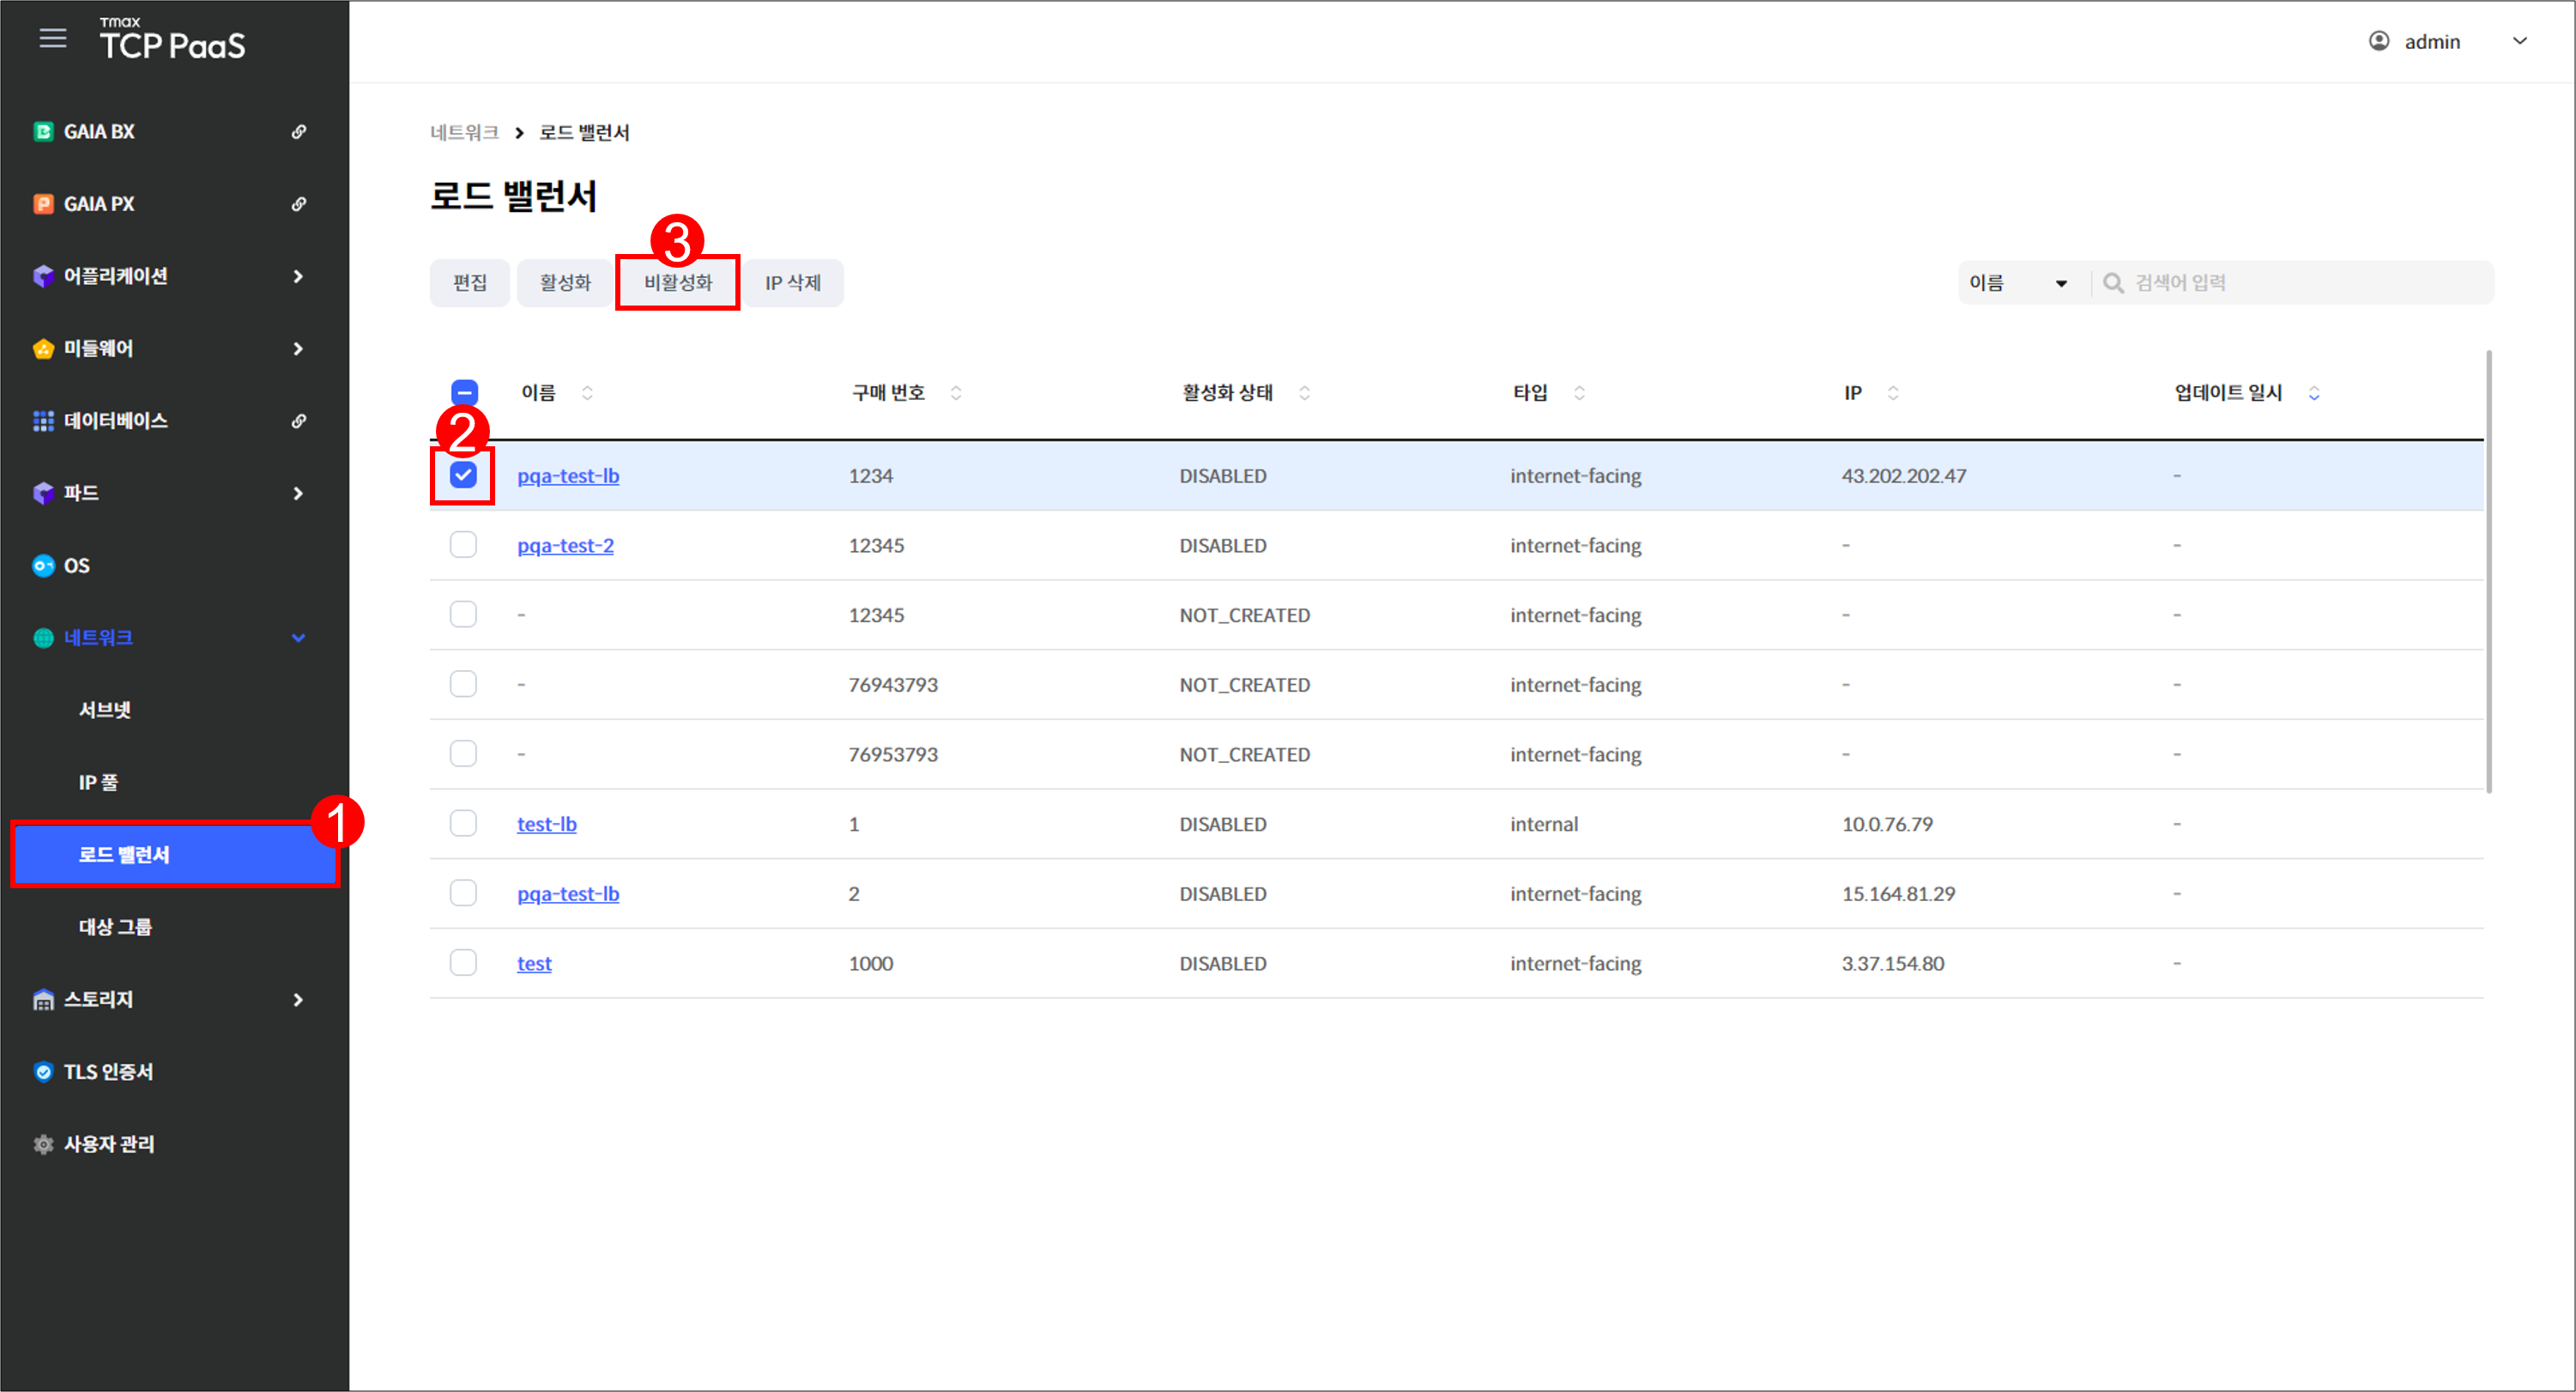 Tmax
TCP PaaS
admin
GAIA BX
GAIA PX
어플리케이션
미들웨어
데이터베이스
파드
OS
네트워크
서브넷
IP 풀
1
로드 밸런서
대상 그룹
스토리지
TLS 인증서
사용자 관리
네트워크 > 로드 밸런서
로드 밸런서
3
편집 활성화 비활성화 IP 삭제
이름 검색어 입력
이름 구매 번호 활성화 상태 타입 IP 업데이트 일시
2
pqa-test-lb 1234 DISABLED internet-facing 43.202.202.47 -
pqa-test-2 12345 DISABLED internet-facing - -
- 12345 NOT_CREATED internet-facing - -
- 76943793 NOT_CREATED internet-facing - -
- 76953793 NOT_CREATED internet-facing - -
test-lb 1 DISABLED internal 10.0.76.79 -
pqa-test-lb 2 DISABLED internet-facing 15.164.81.29 -
test 1000 DISABLED internet-facing 3.37.154.80 -